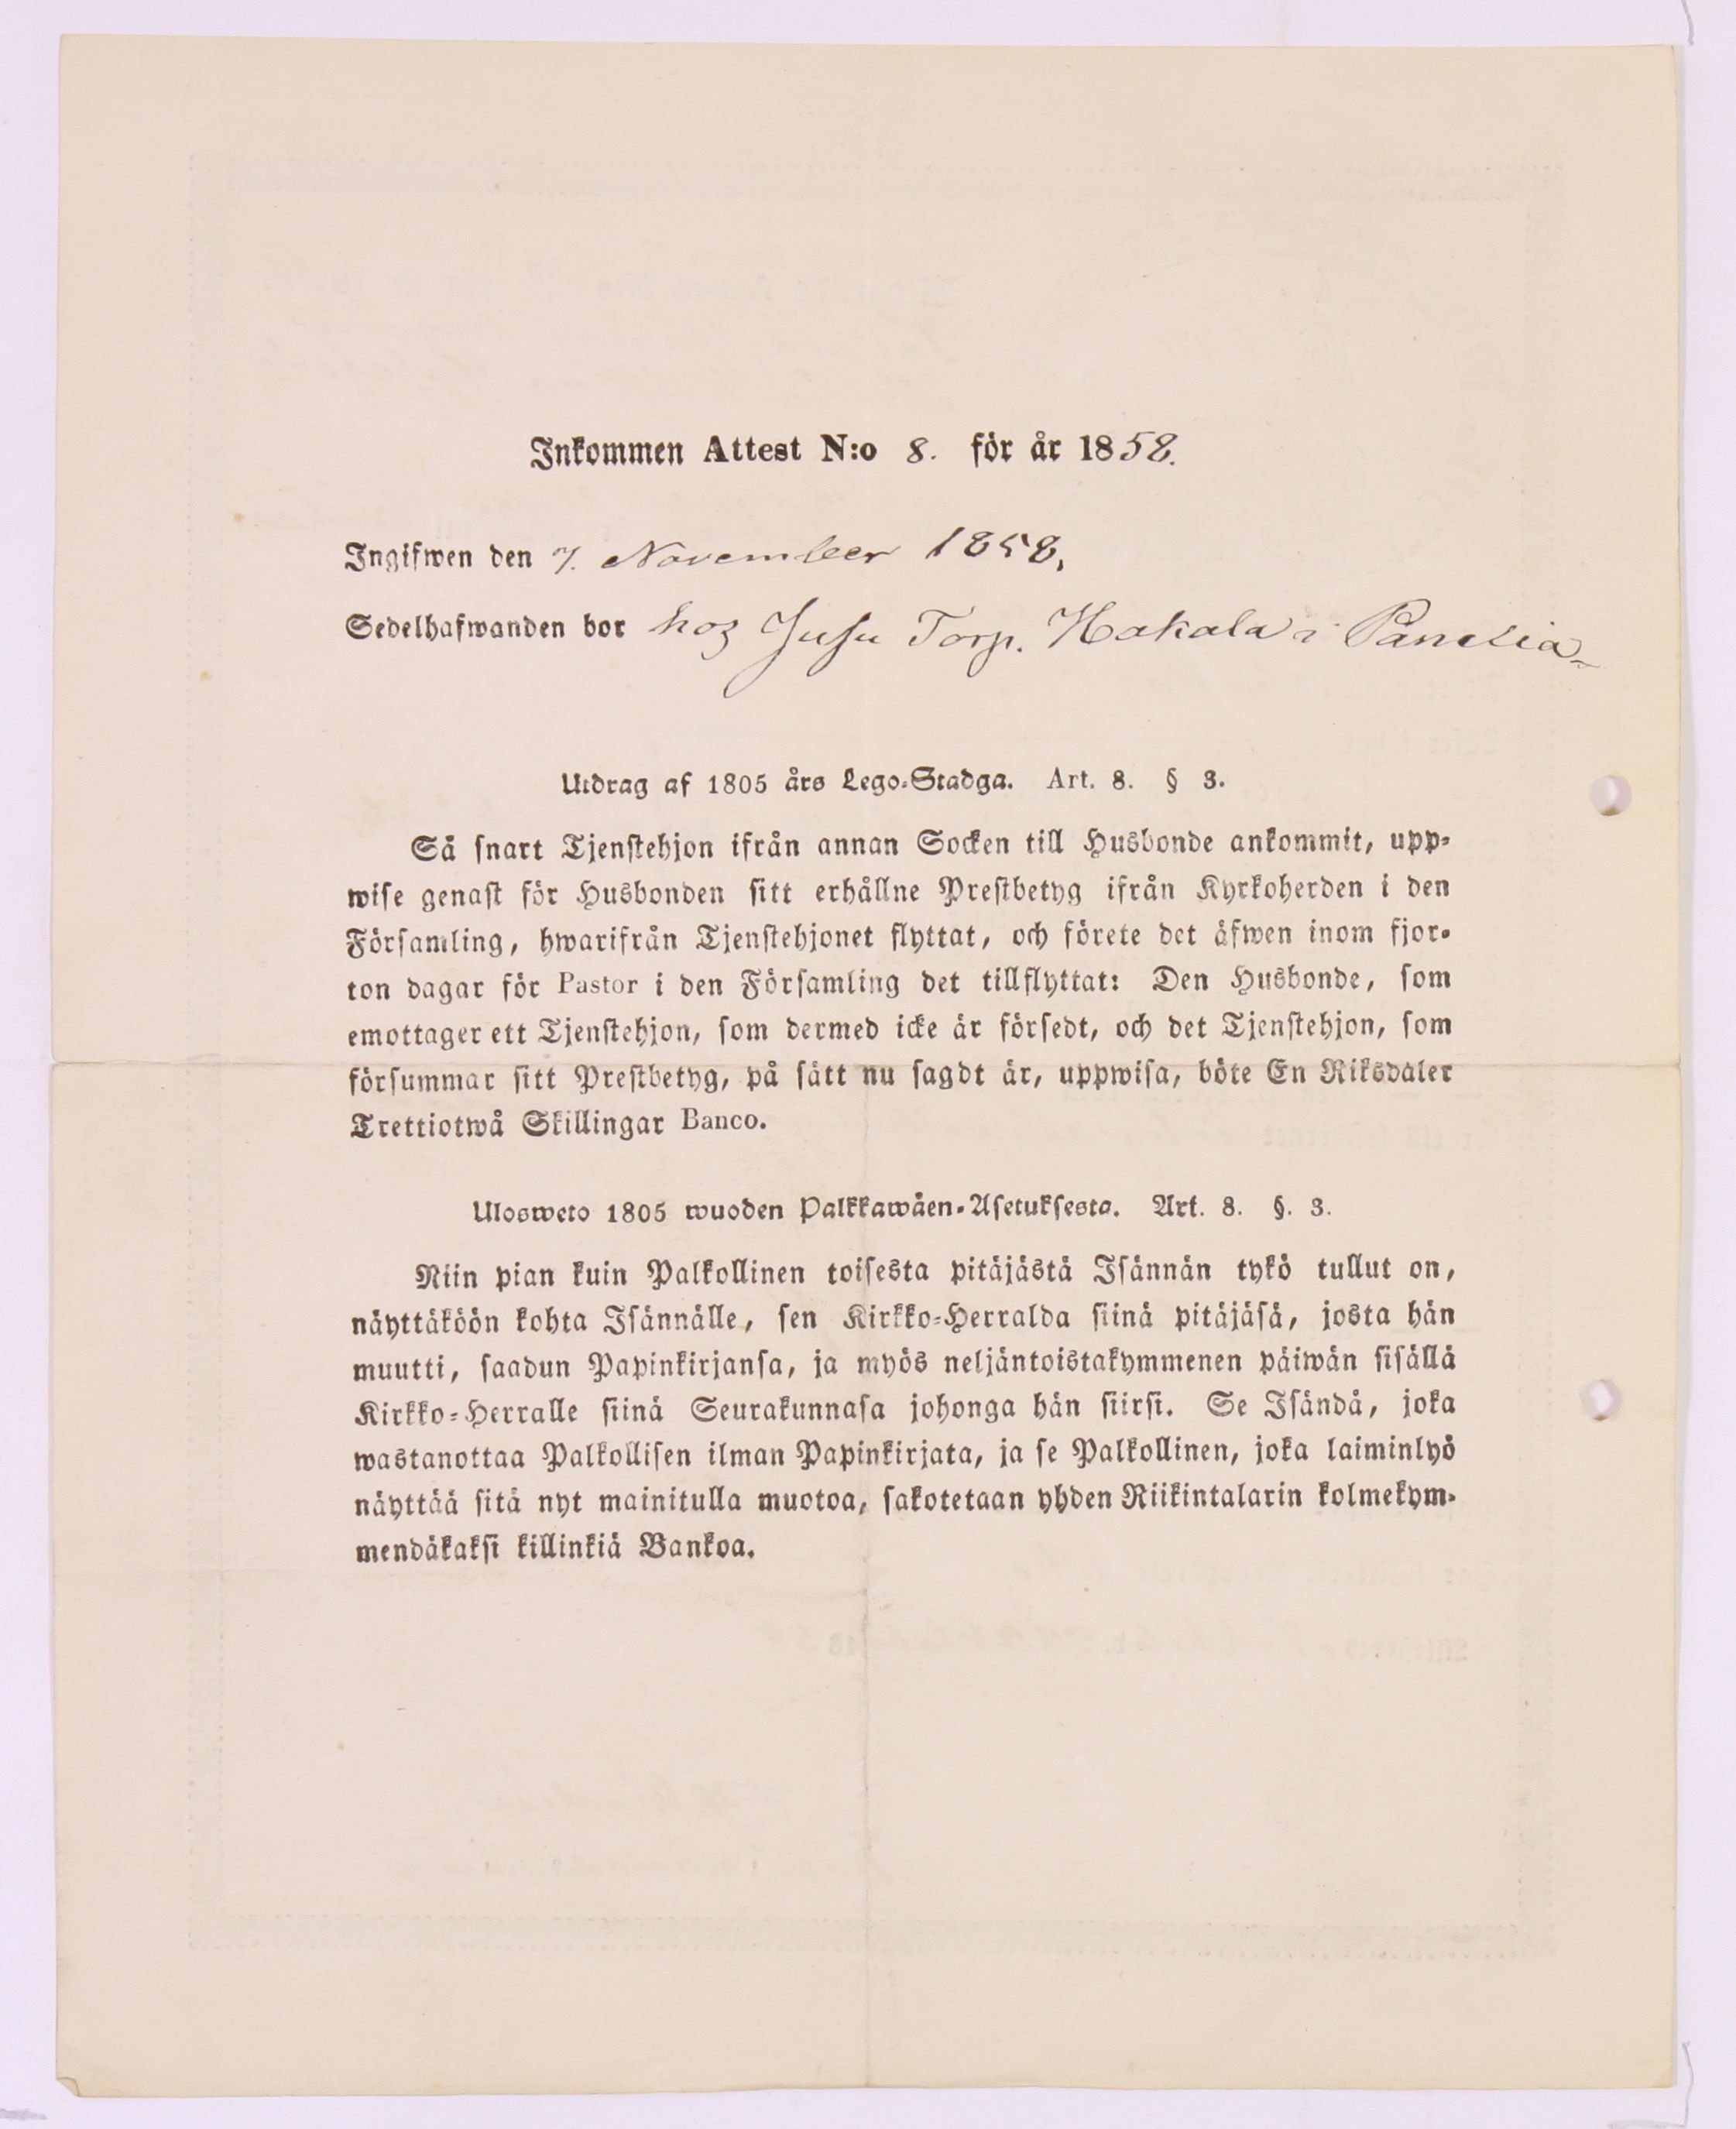 Inkommen Attest N:o 8. för år 1858.
Ingifwen den 7. November 1858.
Sedelhafwanden bor hos Jusu Torp. Hakala i Panelia
Utdrag af 1805 års Lego-Stadga. Art. 8. § 3.
Så snart Tjenstehjon ifrån annan Socken till Husbonde ankommit, upp-
wise genast för Husbonden sitt erhållne Prestbetyg ifrån Kyrkoherden i den
Församling, hwarifrån Tjenstehjonet flyttat, och förete det äfwen inom fjor-
ton dagar för Pastor i den Församling det tillflyttat: Den Husbonde, som
emottager ett Tjenstehjon, som dermed icke är försedt, och det Tjenstehjon, som
försummar sitt Prestbetyg, på sätt nu sagdt är, uppwisa, böte En Riksdaler
Trettiotwå Skillingar Banco.
Ulosweto 1805 wuoden Palkkawäen-Asetuksesta. Art. 8. §. 3.
Niin pian kuin Palkollinen toisesta pitäjästä Isännän tykö tullut on,
näyttäköön kohta Isännälle, sen Kirkko-Herralda siinä pitäjäsä, josta hän
muutti, saadun Papinkirjansa, ja myös neljäntoistakymmenen päiwän sisällä
Kirkko-Herralle siinä Seurakunnasa johonga hän siirsi. Se Isändä, joka
wastanottaa Palkollisen ilman Papinkirjata, ja se Palkollinen, joka laiminlyö
näyttää sitä nyt mainitulla muotoa, sakotetaan yhden Riikintalarin kolmekym-
mendäkaksi killinkiä Bankoa.